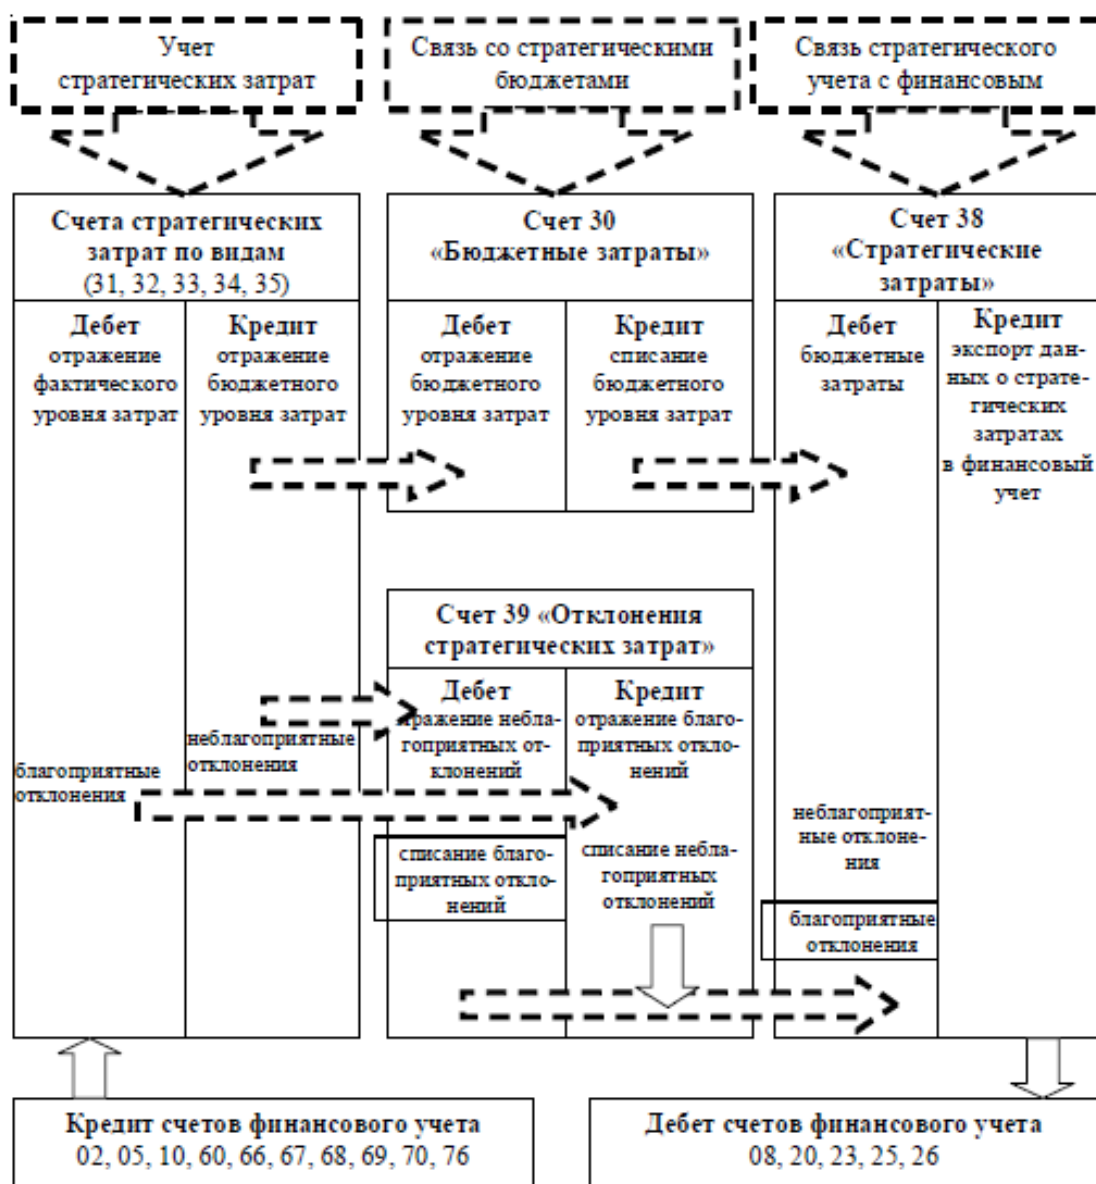 Учет
стратегических затрат
Связь со стратегическими
бюджетами
Связь стратегического
учета с финансовым
Счета стратегических
затрат по видам
(31, 32, 33, 34, 35)
Дебет
отражение
фактического
уровня затрат
Кредит
отражение
бюджетного
уровня затрат
благоприятные
отклонения
неблагоприятные
отклонения
Счет 30
«Бюджетные затраты»
Дебет
отражение
бюджетного
уровня затрат
Кредит
списание
бюджетного
уровня затрат
Счет 39 «Отклонения
стратегических затрат»
Дебет
тражение небла-
гоприятных от-
клонений
списание благо-
приятных откло-
нений
Кредит
отражение благо-
приятных откло-
нений
списание небла-
гоприятных
отклонений
Счет 38
«Стратегические
затраты»
Дебет
бюджетные
затраты
неблагоприят-
ные отклоне-
ния
благоприятные
отклонения
Кредит
экспорт дан-
ных о страте-
гических
затратах
в финансовый
учет
Кредит счетов финансового учета
02, 05, 10, 60, 66, 67, 68, 69, 70, 76
Дебет счетов финансового учета
08, 20, 23, 25, 26